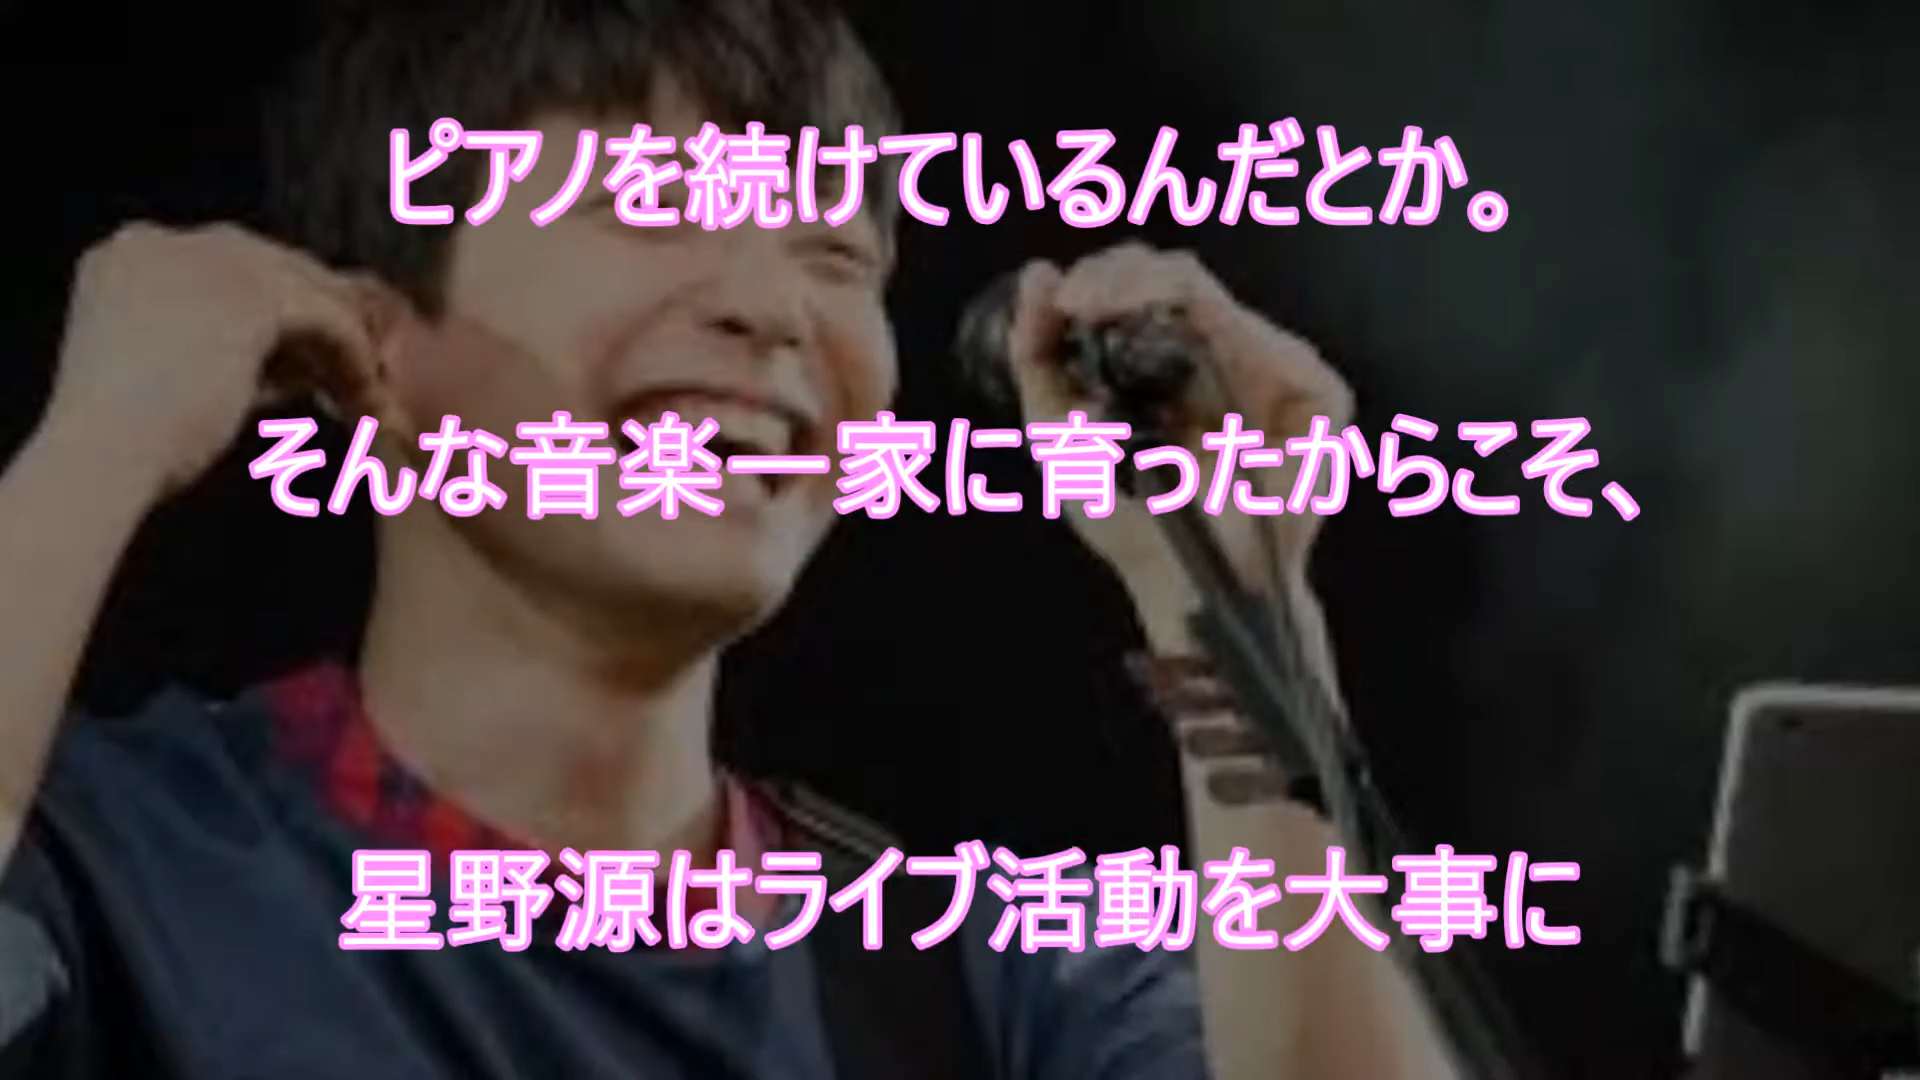 ピアノを続けているんだとか。
そんな音楽一家に育ったからこそ、
星野源はライブ活動を大事に